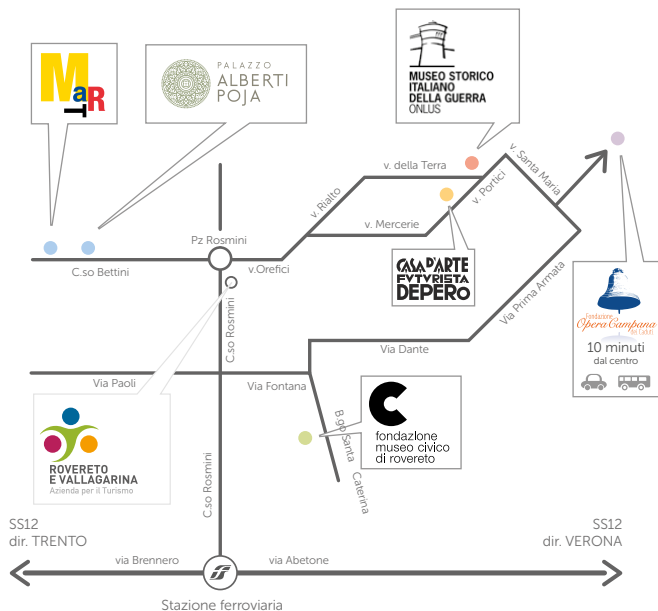 MaRT
PALAZZO
ALBERTI
POJA
MUSEO STORICO
ITALIANO
DELLA GUERRA
ONLUS
v. della Terra
v. Santa Maria
v. Portici
v. Rialto
v. Mercerie
Pz Rosmini
C.so Bettini
v.Orefici
CASA D'ARTE
FUTURISTA
DEPERO
C.so Rosmini
Via Prima Armata
Fondazione
Opera Campana
dei Caduti
10 minuti
dal centro
Via Dante
Via Paoli
Via Fontana
B.go Santa
Caterina
fondazione
museo civico
di rovereto
ROVERETO
E VALLAGARINA
Azienda per il Turismo
C.so Rosmini
SS12
dir. TRENTO
SS12
dir. VERONA
via Brennero
via Abetone
Stazione ferroviaria